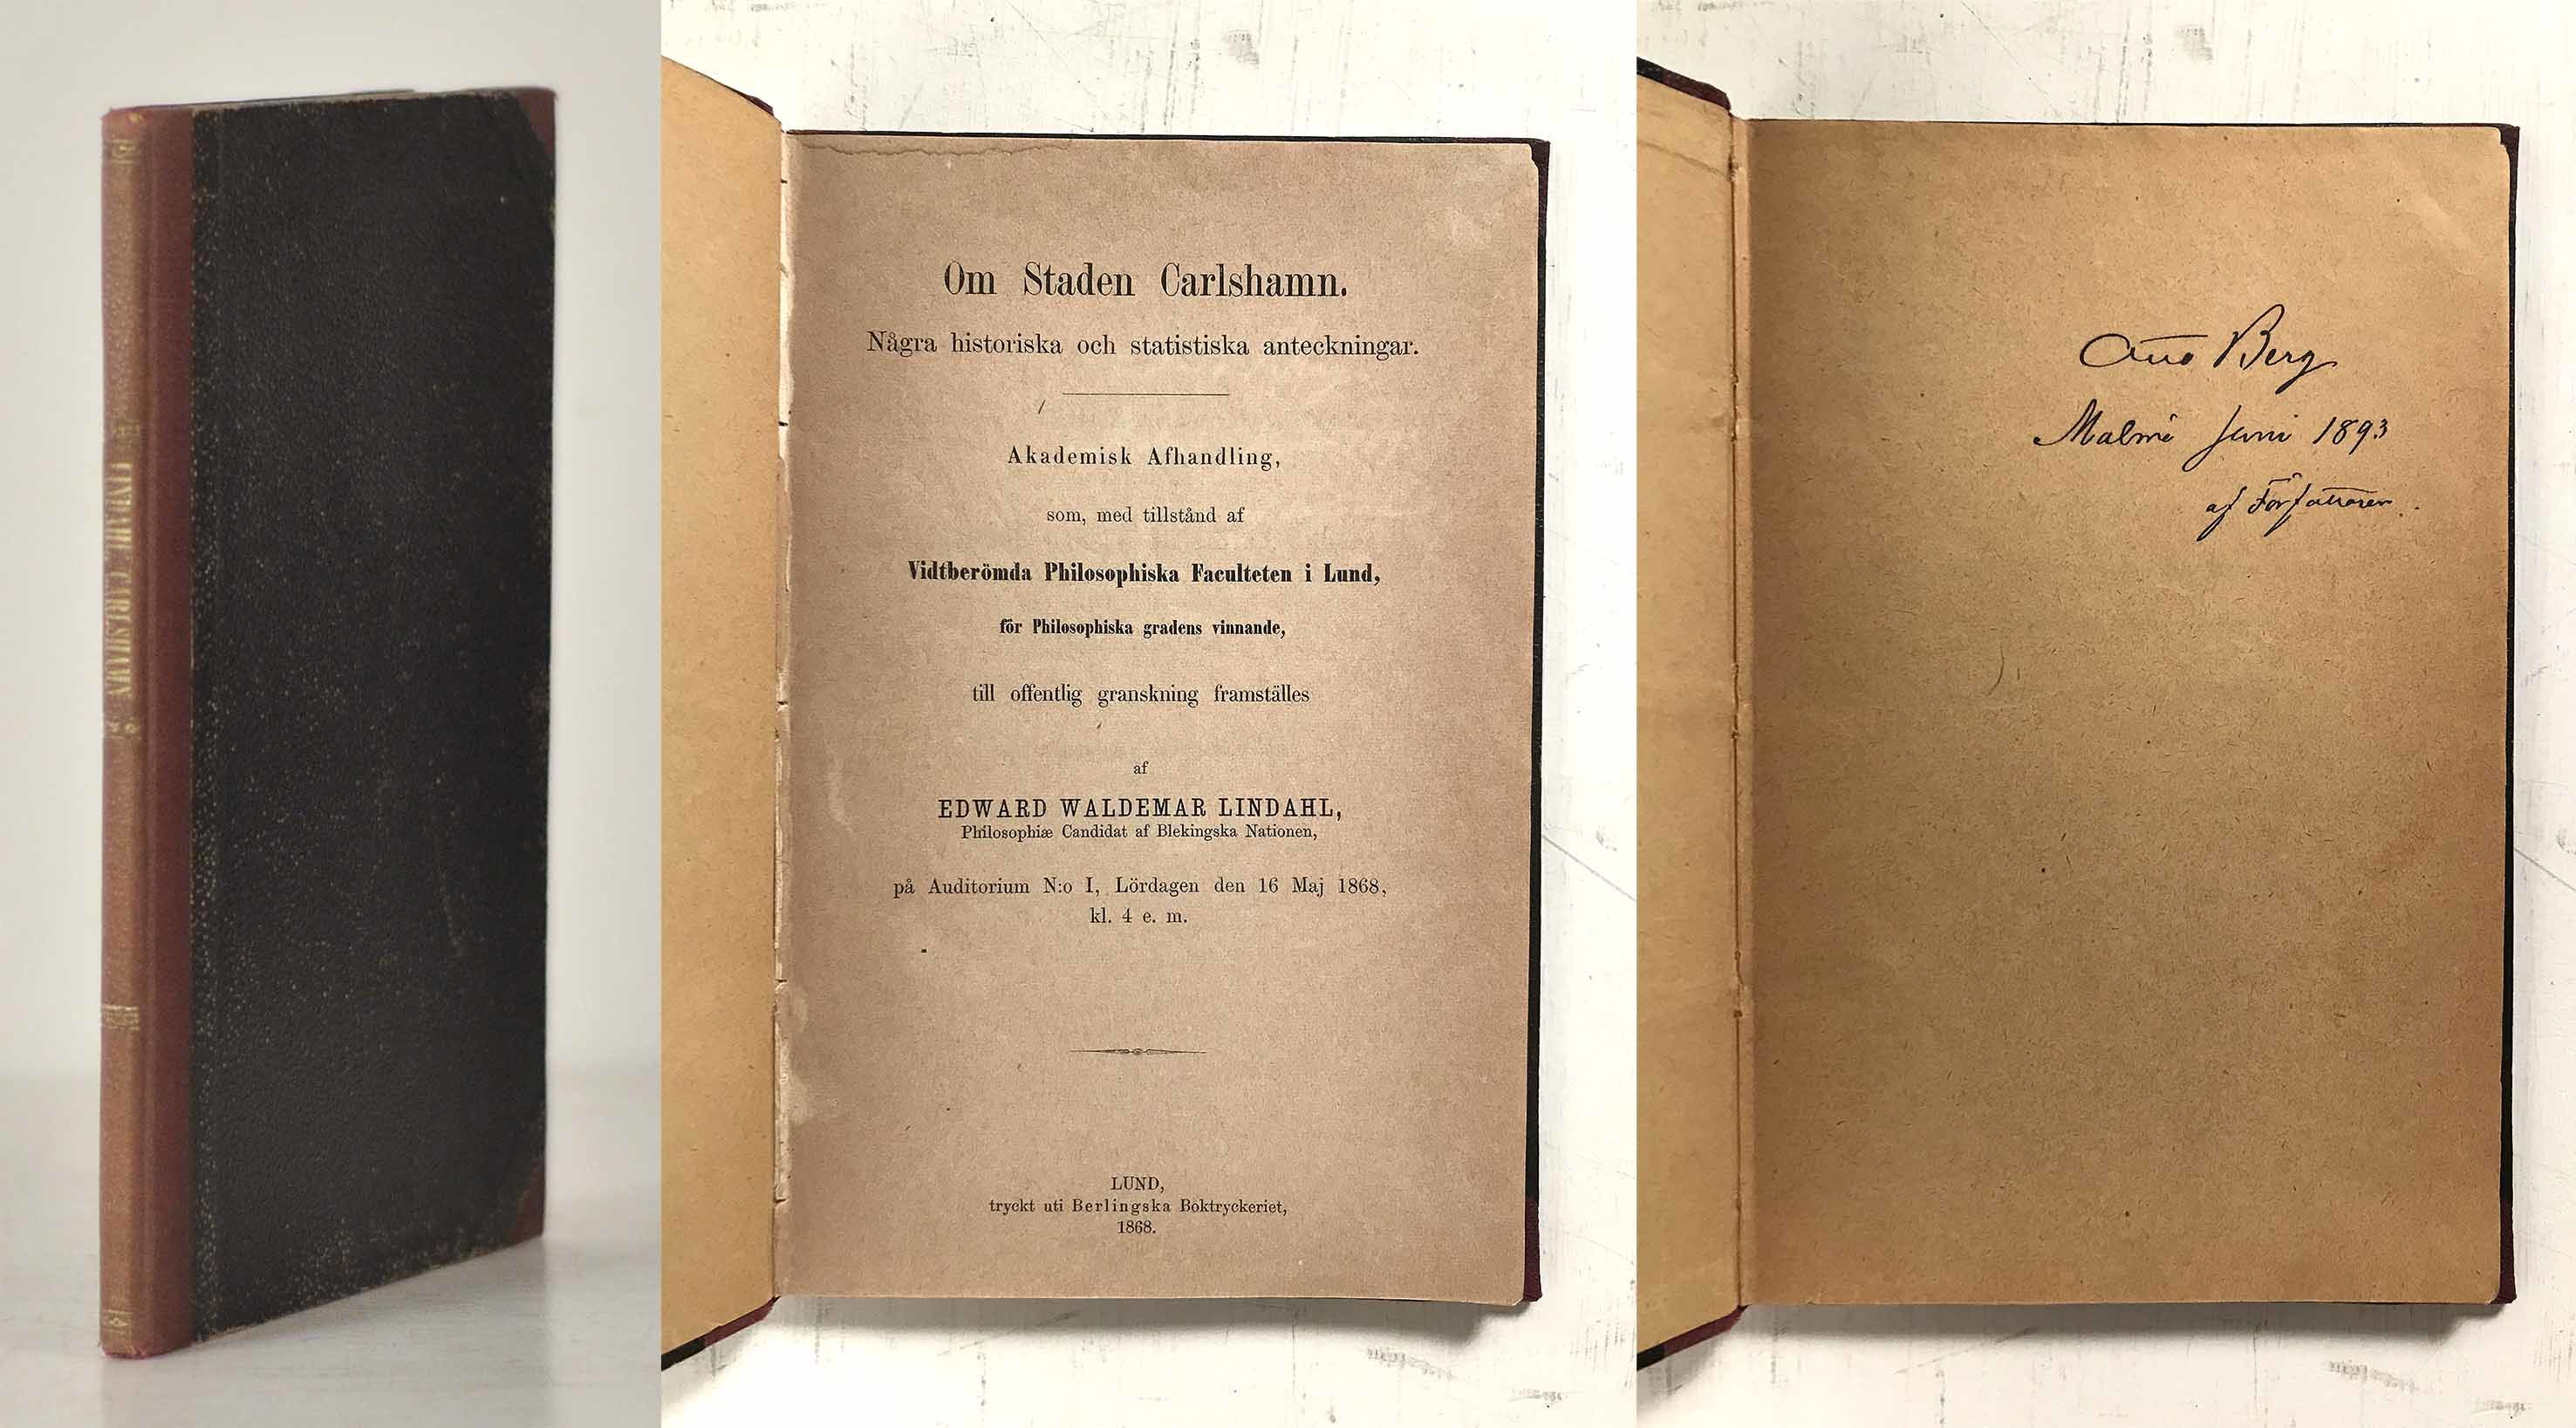 LINDAHL, CARLSHAMN
Om Staden Carlshamn.
Några historiska och statistiska anteckningar.
Akademisk Afhandling,
som, med tillstånd af
Vidtberömda Philosophiska Faculteten i Lund,
för Philosophiska gradens vinnande,
till offentlig granskning framställes
af
EDWARD WALDEMAR LINDAHL,
Philosophiæ Candidat af Blekingska Nationen,
på Auditorium N:o I, Lördagen den 16 Maj 1868,
kl. 4 e. m.
LUND,
tryckt uti Berlingska Boktryckeriet,
1868.
Otto Berg
Malmö Juni 1893
af Författaren.